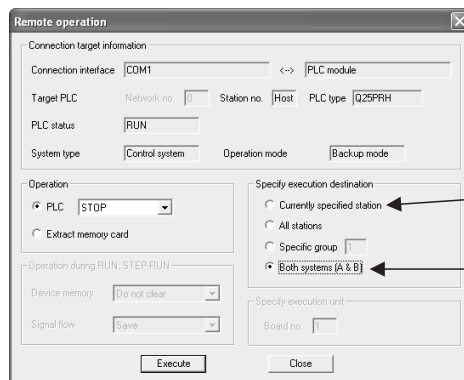 Remote operation
Connection target information
Connection interface COM1 <--> PLC module
Target PLC Network no. 0 Station no. Host PLC type Q25PRH
PLC status RUN
System type Control system Operation mode Backup mode
Operation
PLC STOP
Extract memory card
Specify execution destination
Currently specified station
All stations
Specific group 1
Both systems (A & B)
Operation during RUN, STEP-RUN
Device memory Do not clear
Signal flow Save
Specify execution unit
Board no. 1
Execute Close